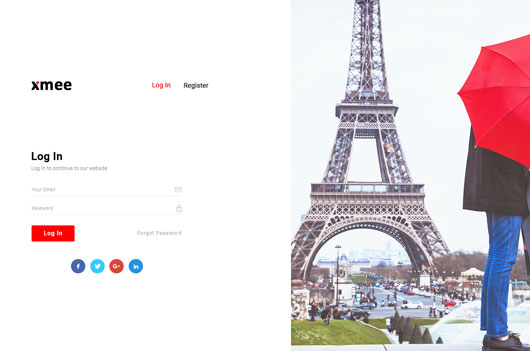 xmee
Log In Register
Log In
Log in to continue to our website
Your Email
Password
Log In Forgot Password